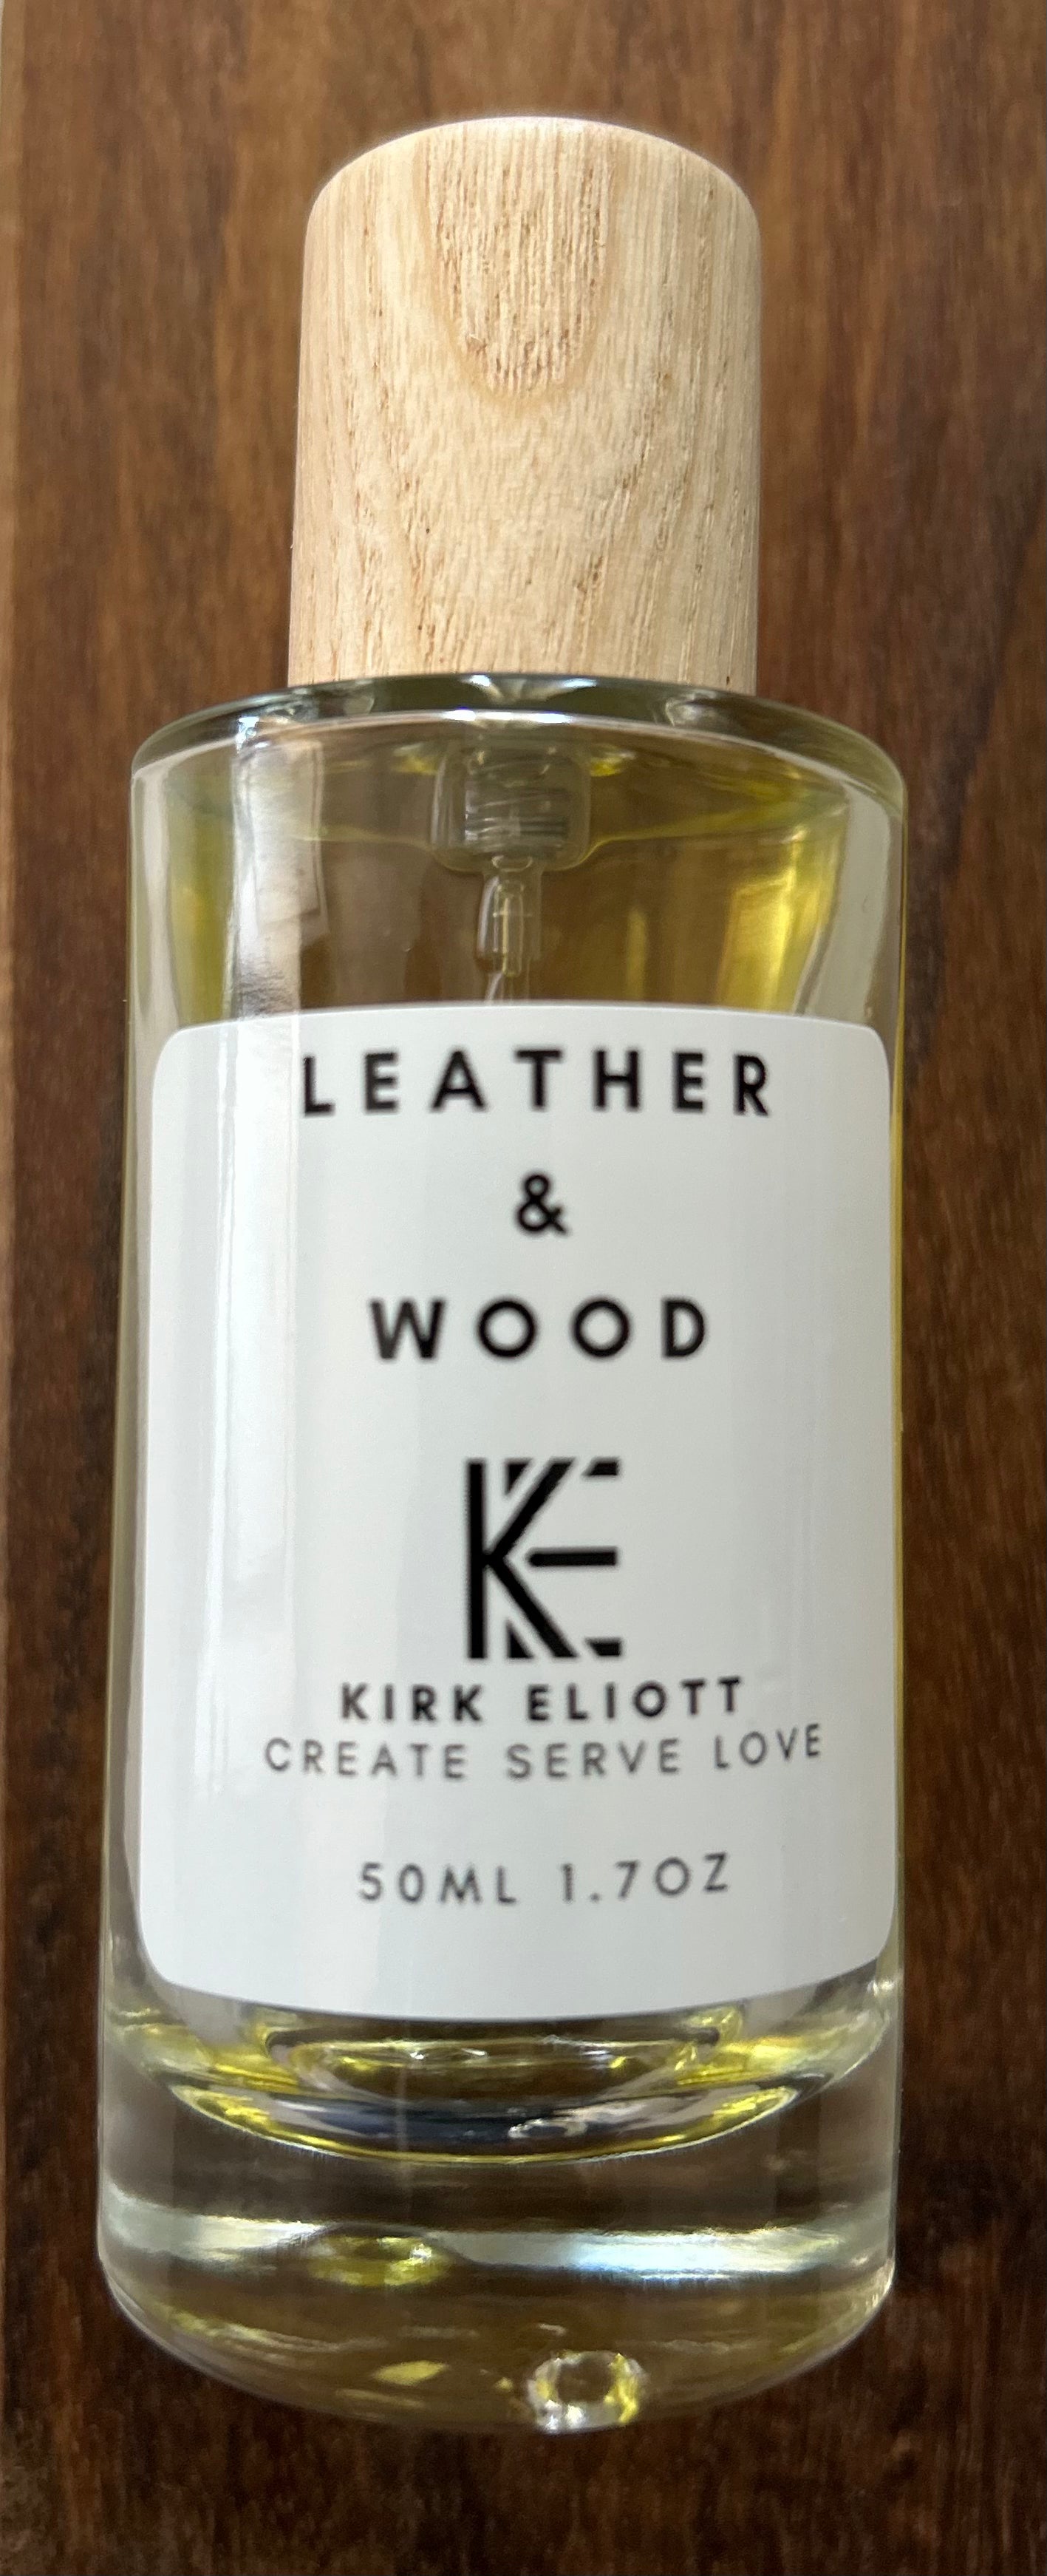 LEATHER
&
WOOD
KE
KIRK ELIOTT
CREATE SERVE LOVE
50ML 1.7OZ